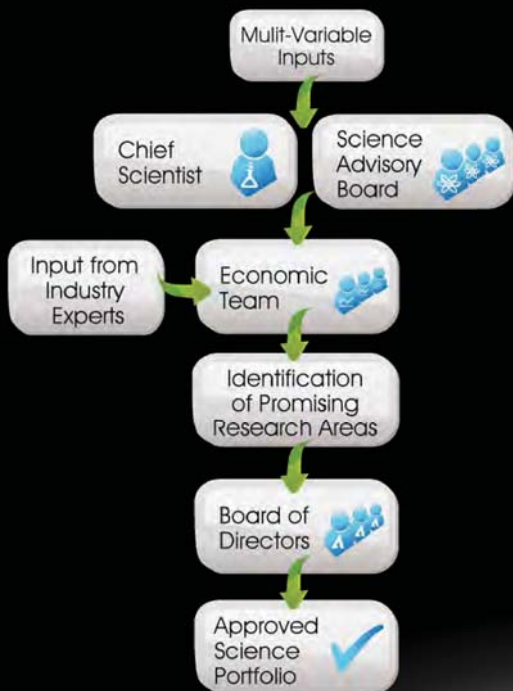 Mulit-Variable
Inputs
Chief
Scientist
Science
Advisory
Board
Input from
Industry
Experts
Economic
Team
Identification
of Promising
Research Areas
Board of
Directors
Approved
Science
Portfolio